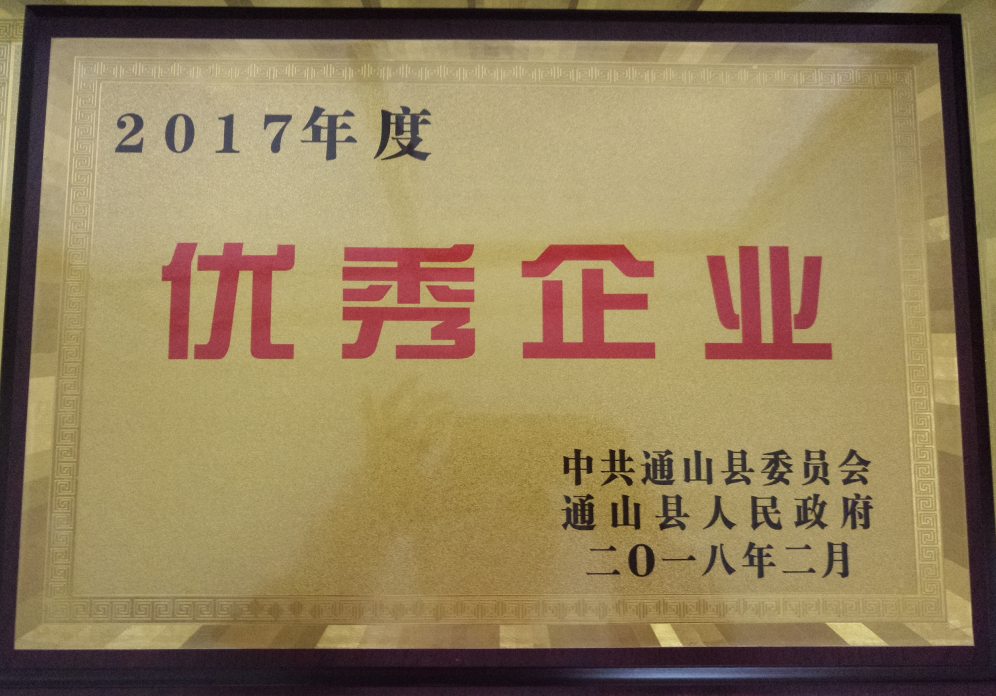 2017年度
优秀企业
中共通山县委员会
通山县人民政府
二〇一八年二月